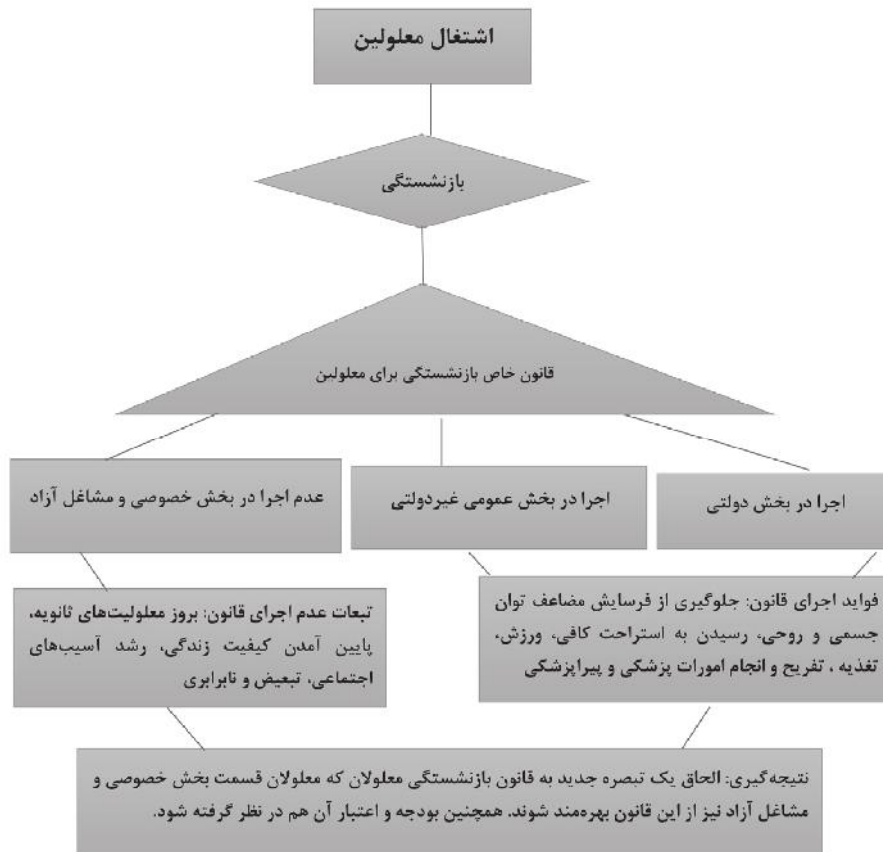 اشتغال معلولین
بازنشستگی
قانون خاص بازنشستگی برای معلولین
اجرا در بخش دولتی
اجرا در بخش عمومی غیردولتی
عدم اجرا در بخش خصوصی و مشاغل آزاد
فواید اجرای قانون: جلوگیری از فرسایش مضاعف توان
جسمی و روحی، رسیدن به استراحت کافی، ورزش،
تغذیه ، تفریح و انجام امورات پزشکی و پیراپزشکی
تبعات عدم اجرای قانون: بروز معلولیت‌های ثانویه،
پایین آمدن کیفیت زندگی، رشد آسیب‌های
اجتماعی، تبعیض و نابرابری
نتیجه‌گیری: الحاق یک تبصره جدید به قانون بازنشستگی معلولان که معلولان قسمت بخش خصوصی و
مشاغل آزاد نیز از این قانون بهره‌مند شوند. همچنین بودجه و اعتبار آن هم در نظر گرفته شود.